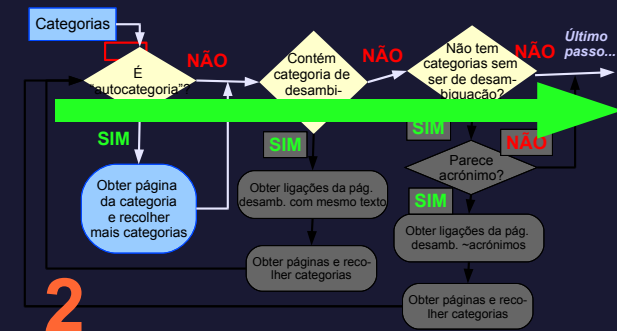 Categorias
É
"autocategoria"?
NÃO
Contém
categoria de
desambi-
NÃO
Não tem
categorias sem
ser de desam-
biguação?
NÃO
Último
passo...
SIM
SIM
SIM
NÃO
Parece
acrónimo?
Obter página
da categoria
e recolher
mais categorias
Obter ligações da pág.
desamb. com mesmo texto
SIM
Obter ligações da pág.
desamb. ~acrónimos
Obter páginas e reco-
lher categorias
Obter páginas e reco-
lher categorias
2